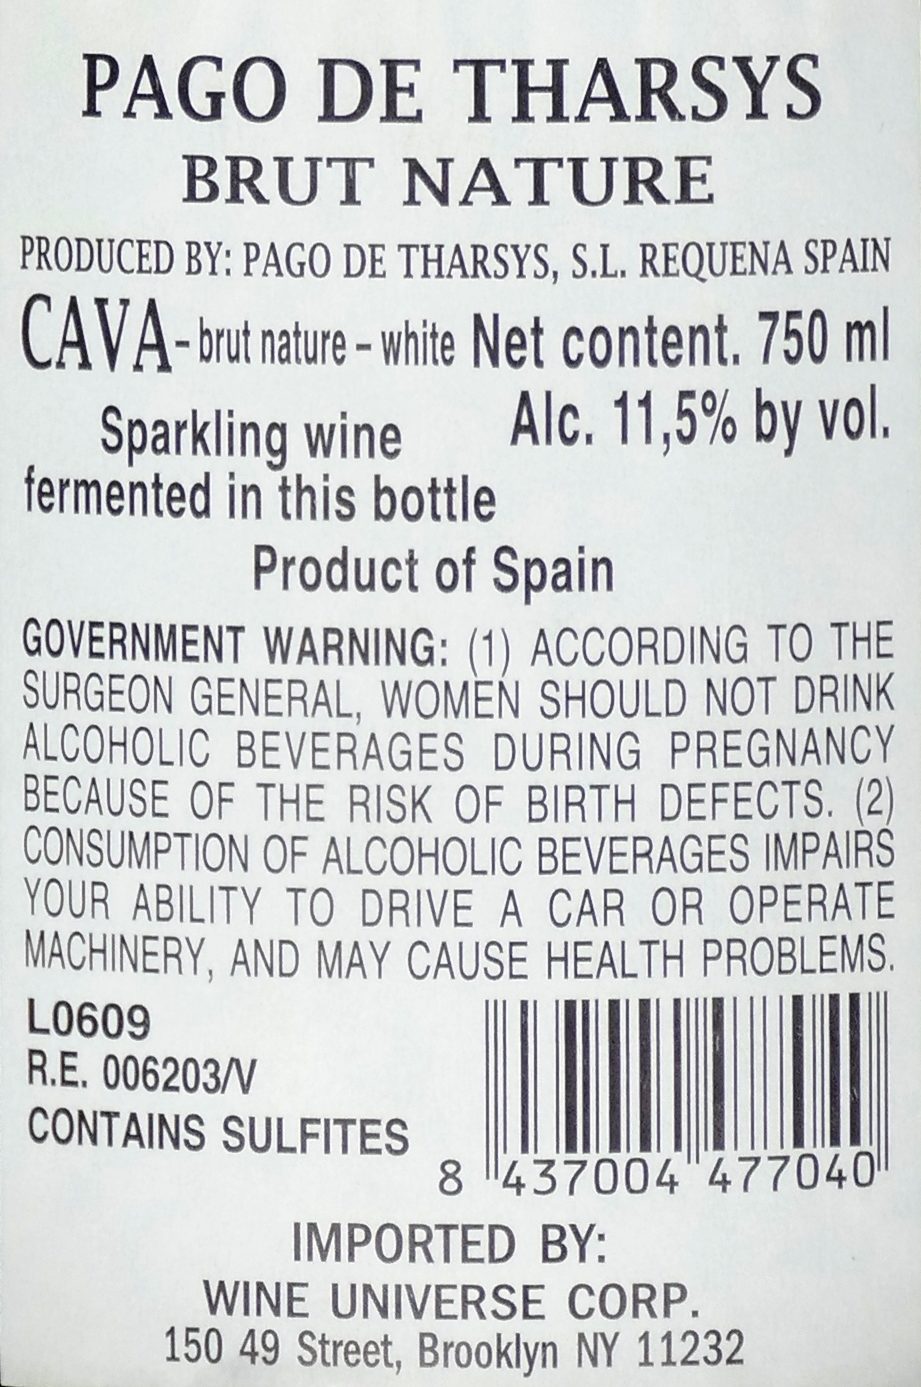 PAGO DE THARSYS
BRUT NATURE
PRODUCED BY: PAGO DE THARSYS, S.L. REQUENA SPAIN
CAVA - brut nature – white Net content. 750 ml
Sparkling wine Alc. 11,5% by vol.
fermented in this bottle
Product of Spain
GOVERNMENT WARNING: (1) ACCORDING TO THE
SURGEON GENERAL, WOMEN SHOULD NOT DRINK
ALCOHOLIC BEVERAGES DURING PREGNANCY
BECAUSE OF THE RISK OF BIRTH DEFECTS. (2)
CONSUMPTION OF ALCOHOLIC BEVERAGES IMPAIRS
YOUR ABILITY TO DRIVE A CAR OR OPERATE
MACHINERY, AND MAY CAUSE HEALTH PROBLEMS.
L0609
R.E. 006203/V
CONTAINS SULFITES
8 437004 477040
IMPORTED BY:
WINE UNIVERSE CORP.
150 49 Street, Brooklyn NY 11232